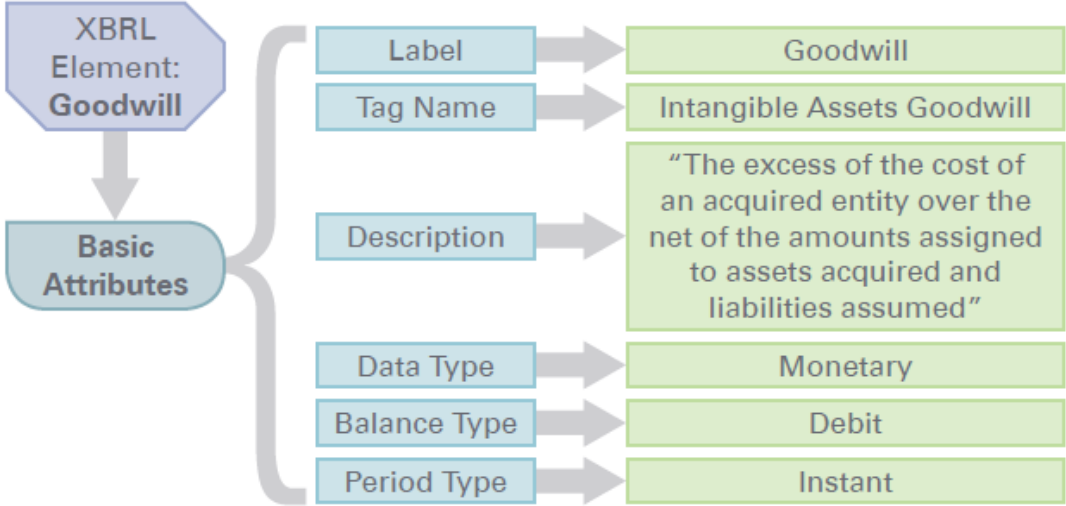 XBRL
Element:
Goodwill
Basic
Attributes
Label
Goodwill
Tag Name
Intangible Assets Goodwill
Description
“The excess of the cost of
an acquired entity over the
net of the amounts assigned
to assets acquired and
liabilities assumed”
Data Type
Monetary
Balance Type
Debit
Period Type
Instant